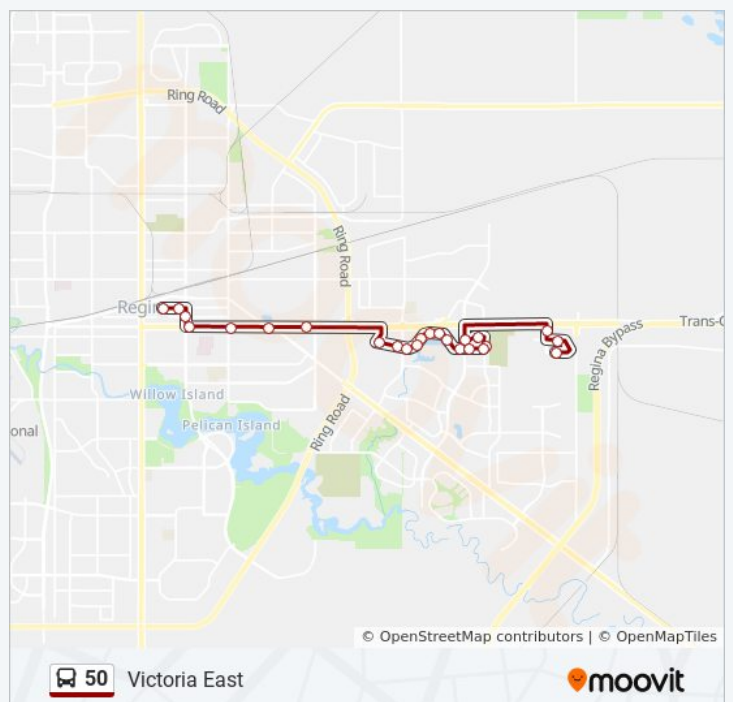 Ring Road
Ring Road
Regin
Trans-C
Regina Bypass
Willow Island
Pelican Island
Ring Road
onal
© OpenStreetMap contributors | © OpenMapTiles
50 Victoria East
moovit